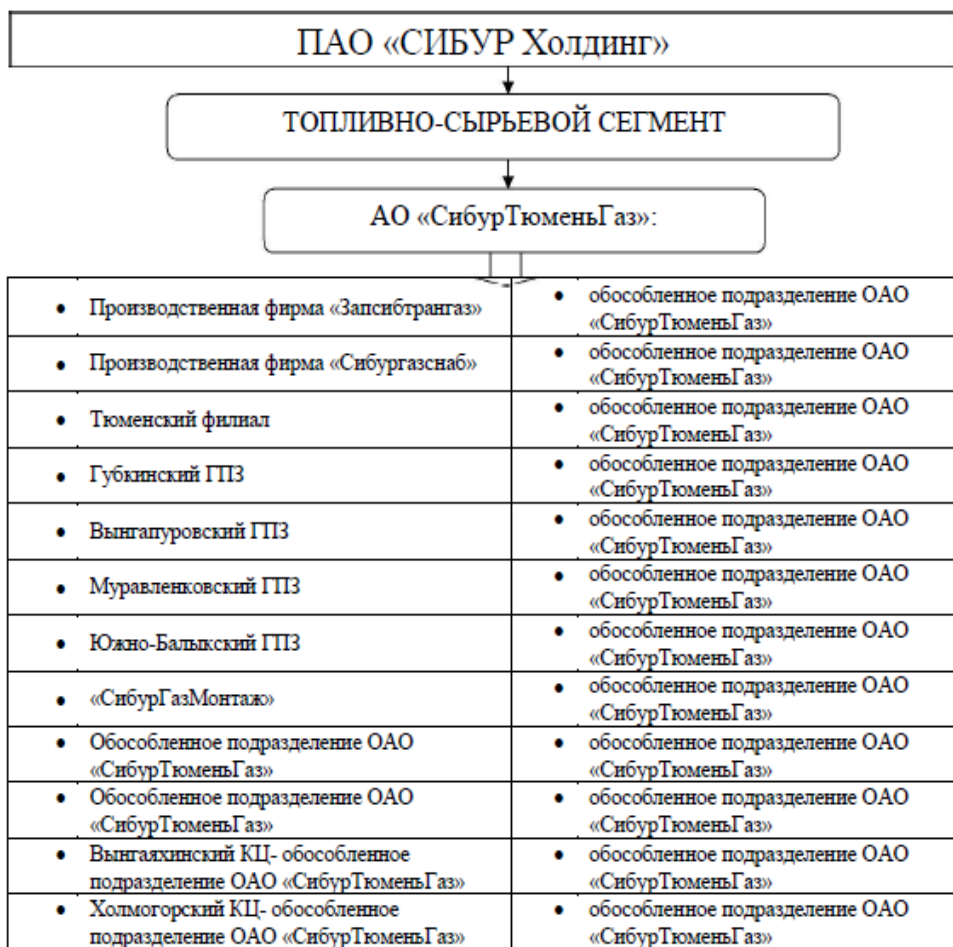 ПАО «СИБУР Холдинг»
ТОПЛИВНО-СЫРЬЕВОЙ СЕГМЕНТ
АО «СибурТюменьГаз»:
• Производственная фирма «Запсибтрангаз»
• обособленное подразделение ОАО
«СибурТюменьГаз»
• Производственная фирма «Сибургазснаб»
• обособленное подразделение ОАО
«СибурТюменьГаз»
• Тюменский филиал
• обособленное подразделение ОАО
«СибурТюменьГаз»
• Губкинский ГПЗ
• обособленное подразделение ОАО
«СибурТюменьГаз»
• Вынгапуровский ГПЗ
• обособленное подразделение ОАО
«СибурТюменьГаз»
• Муравленковский ГПЗ
• обособленное подразделение ОАО
«СибурТюменьГаз»
• Южно-Балыкский ГПЗ
• обособленное подразделение ОАО
«СибурТюменьГаз»
• «СибурГазМонтаж»
• обособленное подразделение ОАО
«СибурТюменьГаз»
• Обособленное подразделение ОАО
«СибурТюменьГаз»
• обособленное подразделение ОАО
«СибурТюменьГаз»
• Обособленное подразделение ОАО
«СибурТюменьГаз»
• обособленное подразделение ОАО
«СибурТюменьГаз»
• Вынгаяхинский КЦ- обособленное
подразделение ОАО «СибурТюменьГаз»
• обособленное подразделение ОАО
«СибурТюменьГаз»
• Холмогорский КЦ- обособленное
подразделение ОАО «СибурТюменьГаз»
• обособленное подразделение ОАО
«СибурТюменьГаз»